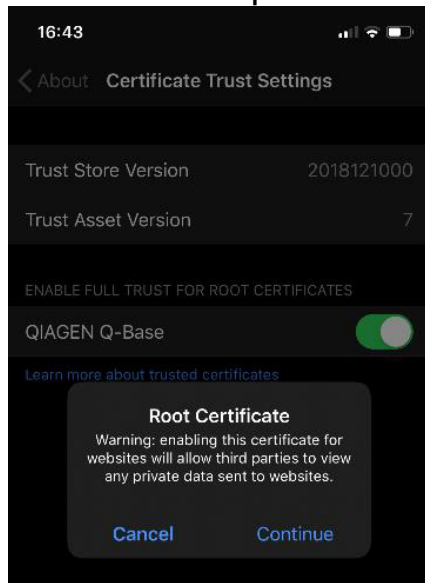 16:43
About Certificate Trust Settings
Trust Store Version 2018121000
Trust Asset Version 7
ENABLE FULL TRUST FOR ROOT CERTIFICATES
QIAGEN Q-Base
Learn more about trusted certificates
Root Certificate
Warning: enabling this certificate for
websites will allow third parties to view
any private data sent to websites.
Cancel Continue